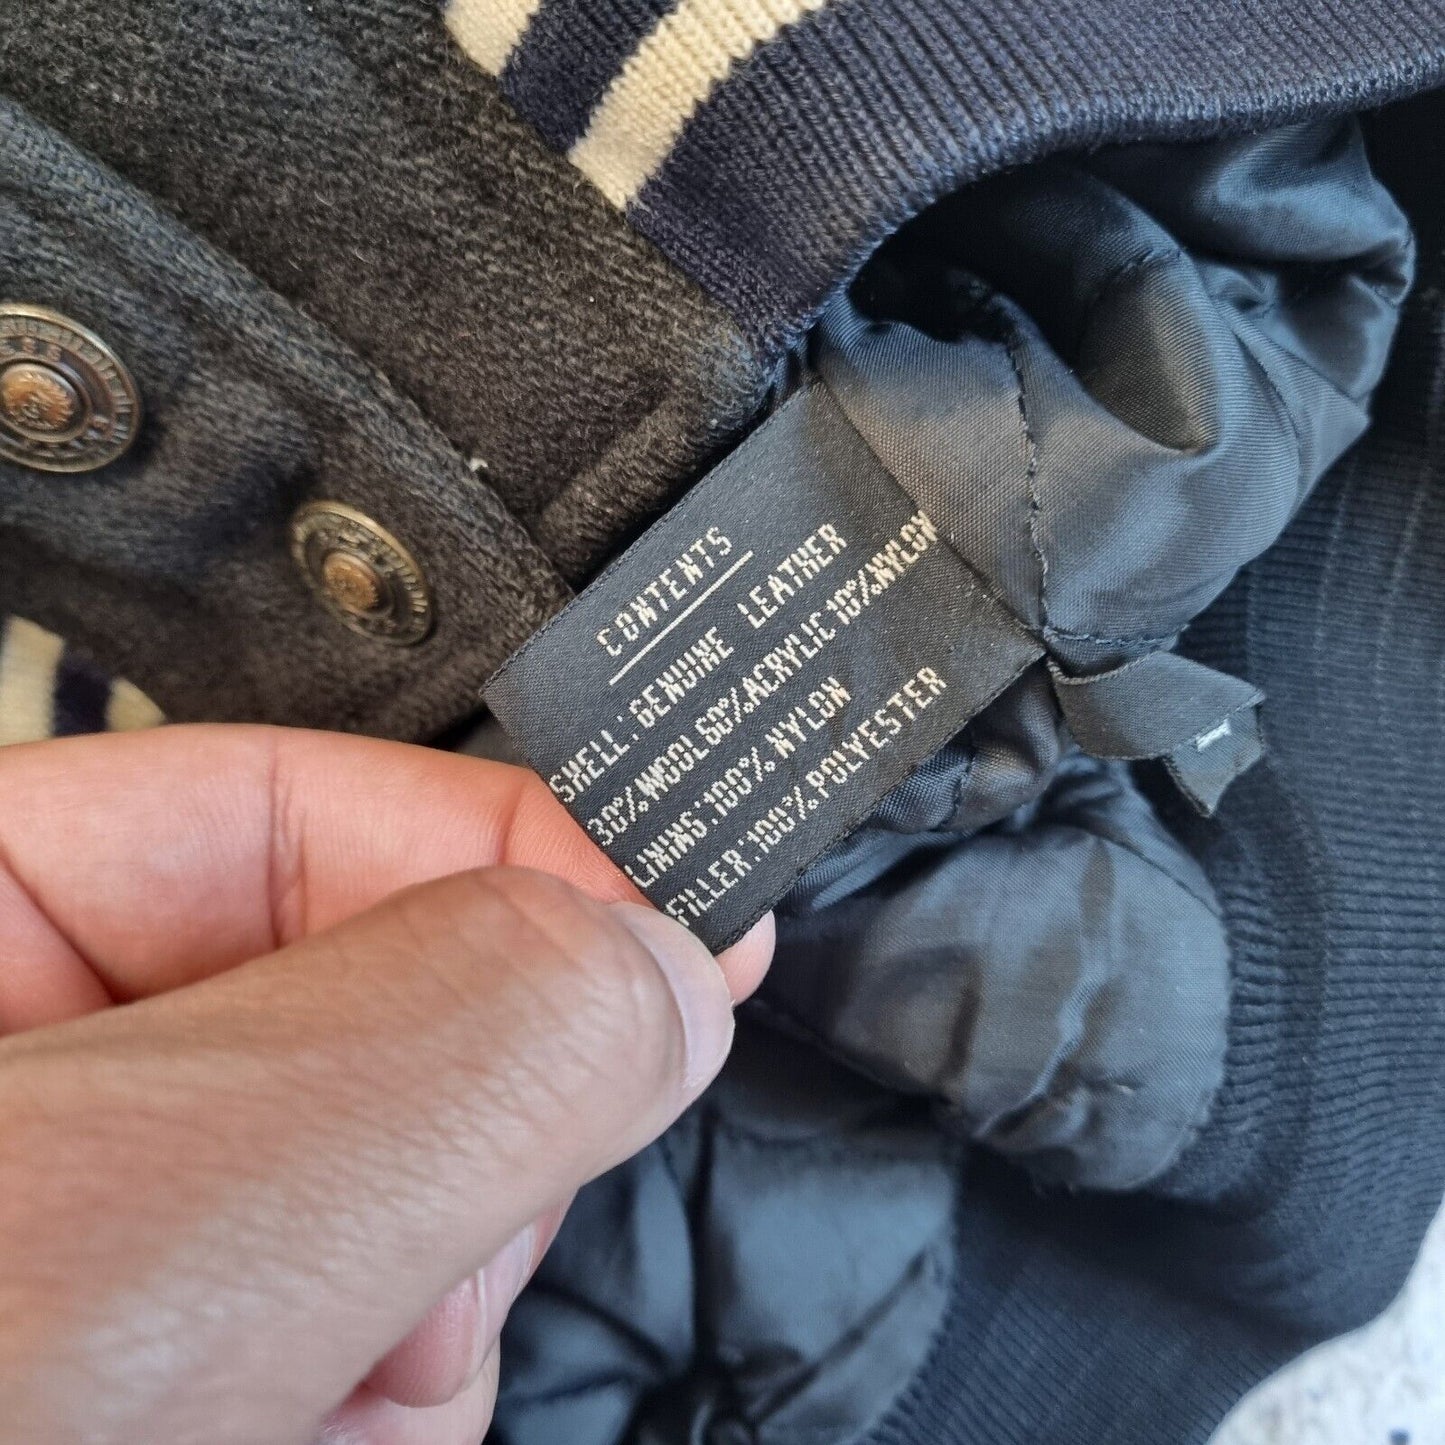 CONTENTS
SHELL:GENUINE LEATHER
30%WOOL60%ACRYLIC10%NYLON
LINING:100%NYLON
FILLER:100%POLYESTER